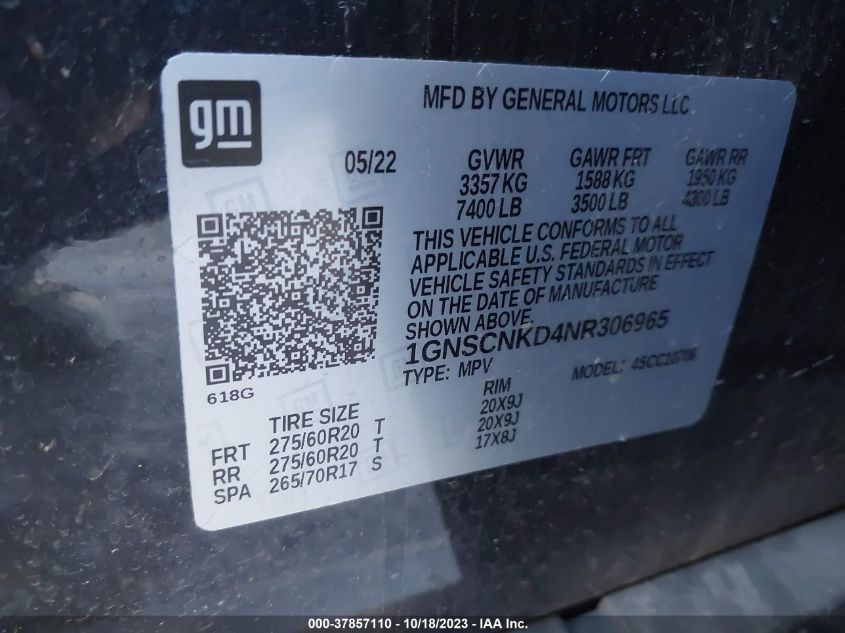 gm
MFD BY GENERAL MOTORS LLC
05/22
GVWR GAWR FRT GAWR RR
3357 KG 1588 KG 1950 KG
7400 LB 3500 LB 4300 LB
THIS VEHICLE CONFORMS TO ALL
APPLICABLE U.S. FEDERAL MOTOR
VEHICLE SAFETY STANDARDS IN EFFECT
ON THE DATE OF MANUFACTURE
SHOWN ABOVE.
1GNSCNKD4NR306965
TYPE: MPV MODEL: 4SCC10706
618G
TIRE SIZE RIM
FRT 275/60R20 T 20X9J
RR 275/60R20 T 20X9J
SPA 265/70R17 S 17X8J
000-37857110 - 10/18/2023 - IAA Inc.